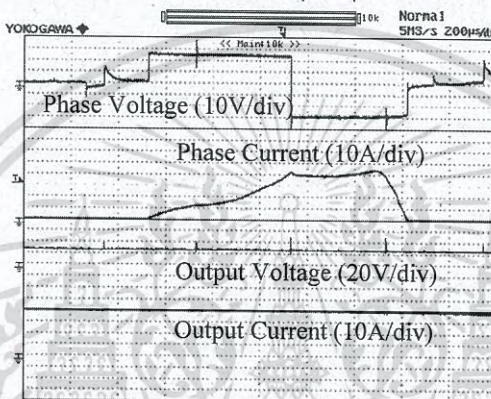 10k
Normal
YOKOGAWA
5MS/s 200μs/div
<< Main:10k >>
Phase Voltage (10V/div)
Phase Current (10A/div)
Output Voltage (20V/div)
Output Current (10A/div)